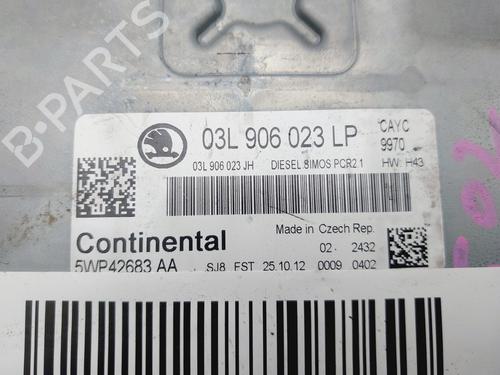 03L 906 023 LP
CAYC
9970
03L 906 023 JH DIESEL SIMOS PCR2.1 HW: H43
Continental
Made in Czech Rep.
02 2432
5WP42683 AA SJ8 FST 25.10.12 0009 0402
B-PARTS